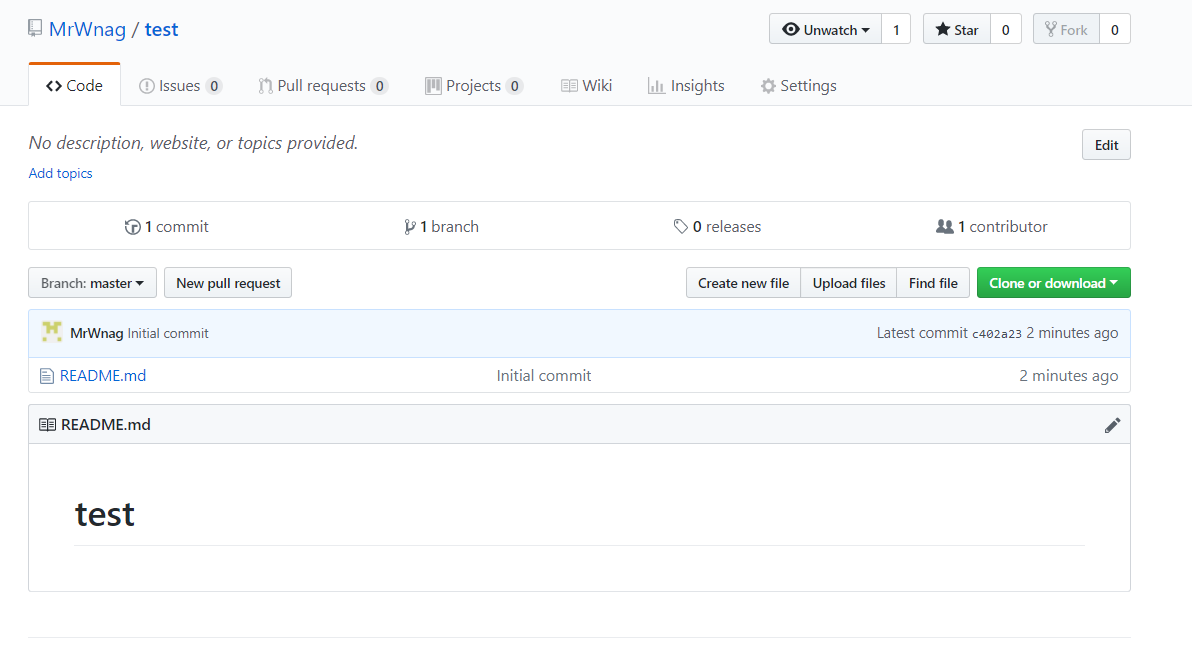 MrWnag / test Unwatch 1 Star 0 Fork 0
Code Issues 0 Pull requests 0 Projects 0 Wiki Insights Settings
No description, website, or topics provided. Edit
Add topics
1 commit 1 branch 0 releases 1 contributor
Branch: master New pull request Create new file Upload files Find file Clone or download
MrWnag Initial commit Latest commit c402a23 2 minutes ago
README.md Initial commit 2 minutes ago
README.md
test